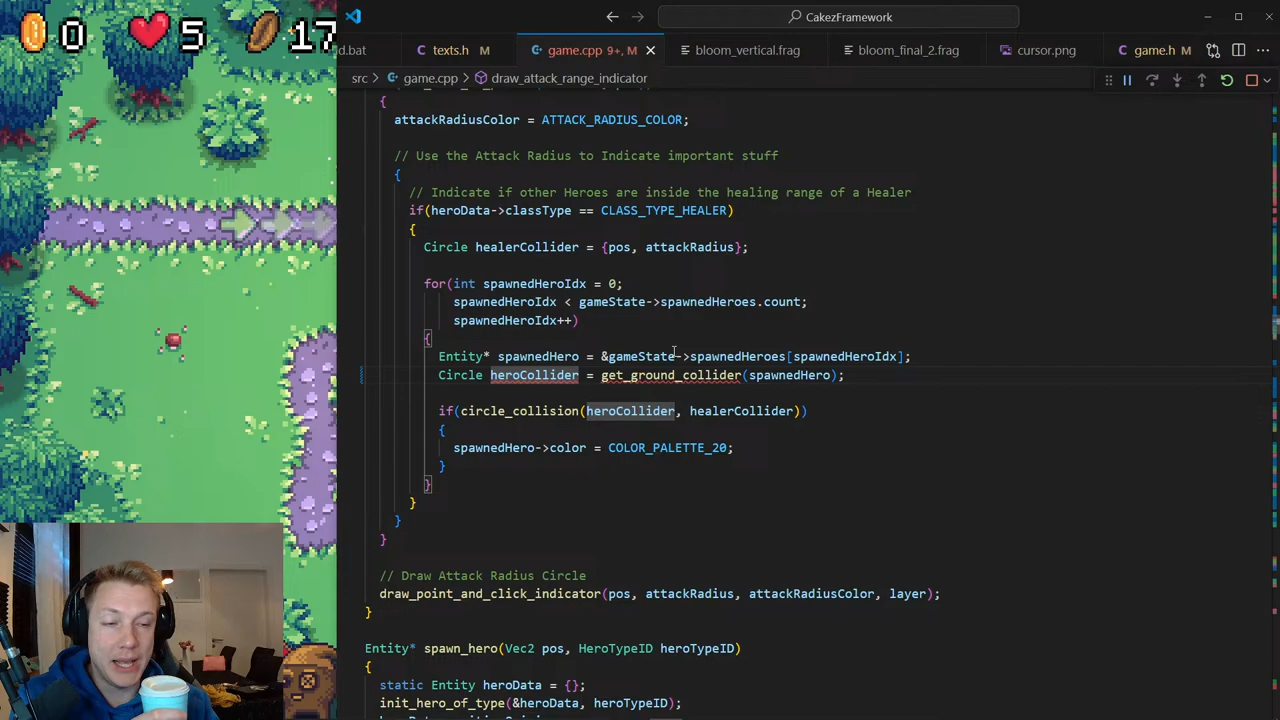 0 5 17
CakezFramework
d.bat texts.h M game.cpp 9+, M bloom_vertical.frag bloom_final_2.frag cursor.png game.h M
src > game.cpp > draw_attack_range_indicator
{
attackRadiusColor = ATTACK_RADIUS_COLOR;
// Use the Attack Radius to Indicate important stuff
{
// Indicate if other Heroes are inside the healing range of a Healer
if(heroData->classType == CLASS_TYPE_HEALER)
{
Circle healerCollider = {pos, attackRadius};
for(int spawnedHeroIdx = 0;
spawnedHeroIdx < gameState->spawnedHeroes.count;
spawnedHeroIdx++)
{
Entity* spawnedHero = &gameState->spawnedHeroes[spawnedHeroIdx];
Circle heroCollider = get_ground_collider(spawnedHero);
if(circle_collision(heroCollider, healerCollider))
{
spawnedHero->color = COLOR_PALETTE_20;
}
}
}
}
}
// Draw Attack Radius Circle
draw_point_and_click_indicator(pos, attackRadius, attackRadiusColor, layer);
}
Entity* spawn_hero(Vec2 pos, HeroTypeID heroTypeID)
{
static Entity heroData = {};
init_hero_of_type(&heroData, heroTypeID);